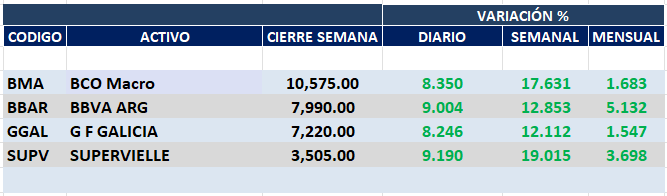 VARIACIÓN %
CODIGO ACTIVO CIERRE SEMANA DIARIO SEMANAL MENSUAL
BMA BCO Macro 10,575.00 8.350 17.631 1.683
BBAR BBVA ARG 7,990.00 9.004 12.853 5.132
GGAL G F GALICIA 7,220.00 8.246 12.112 1.547
SUPV SUPERVIELLE 3,505.00 9.190 19.015 3.698